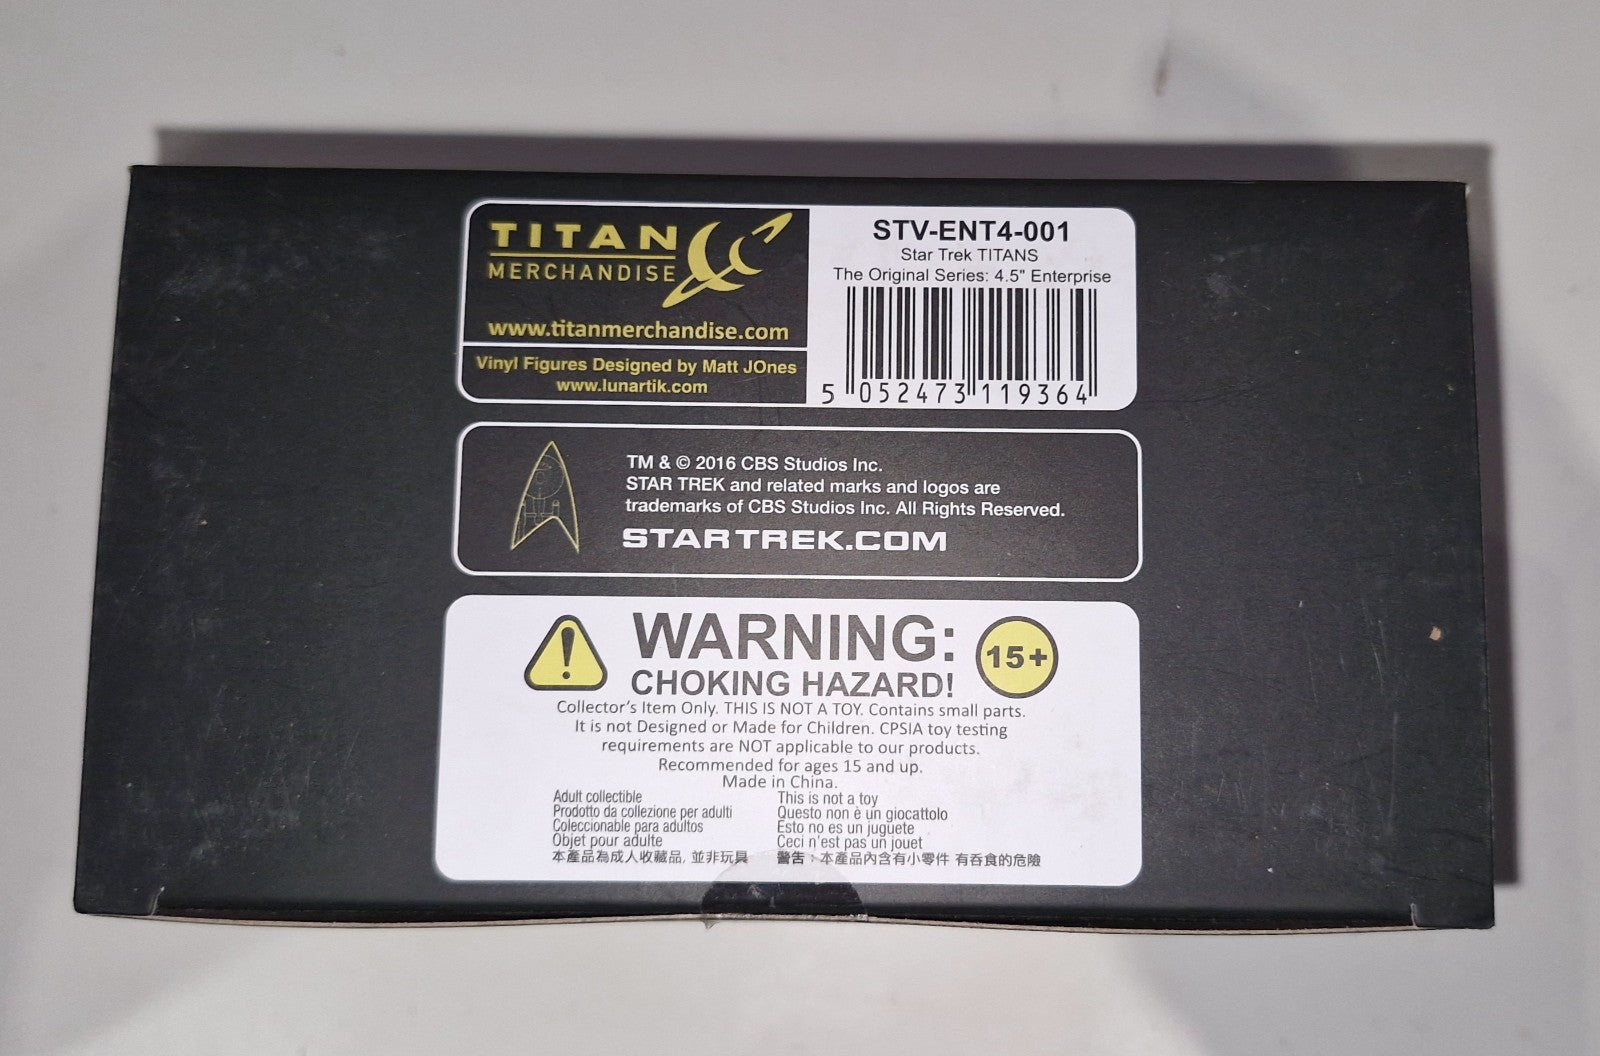 TITAN
MERCHANDISE
www.titanmerchandise.com
Vinyl Figures Designed by Matt JOnes
www.lunartik.com
STV-ENT4-001
Star Trek TITANS
The Original Series: 4.5" Enterprise
5 052473 119364
TM & © 2016 CBS Studios Inc.
STAR TREK and related marks and logos are
trademarks of CBS Studios Inc. All Rights Reserved.
STARTREK.COM
WARNING:
CHOKING HAZARD!
15+
Collector's Item Only. THIS IS NOT A TOY. Contains small parts.
It is not Designed or Made for Children. CPSIA toy testing
requirements are NOT applicable to our products.
Recommended for ages 15 and up.
Made in China.
Adult collectible
Prodotto da collezione per adulti
Coleccionable para adultos
Objet pour adulte
本產品為成人收藏品, 並非玩具
This is not a toy
Questo non è un giocattolo
Esto no es un juguete
Ceci n'est pas un jouet
警告：本產品內含有小零件 有吞食的危險